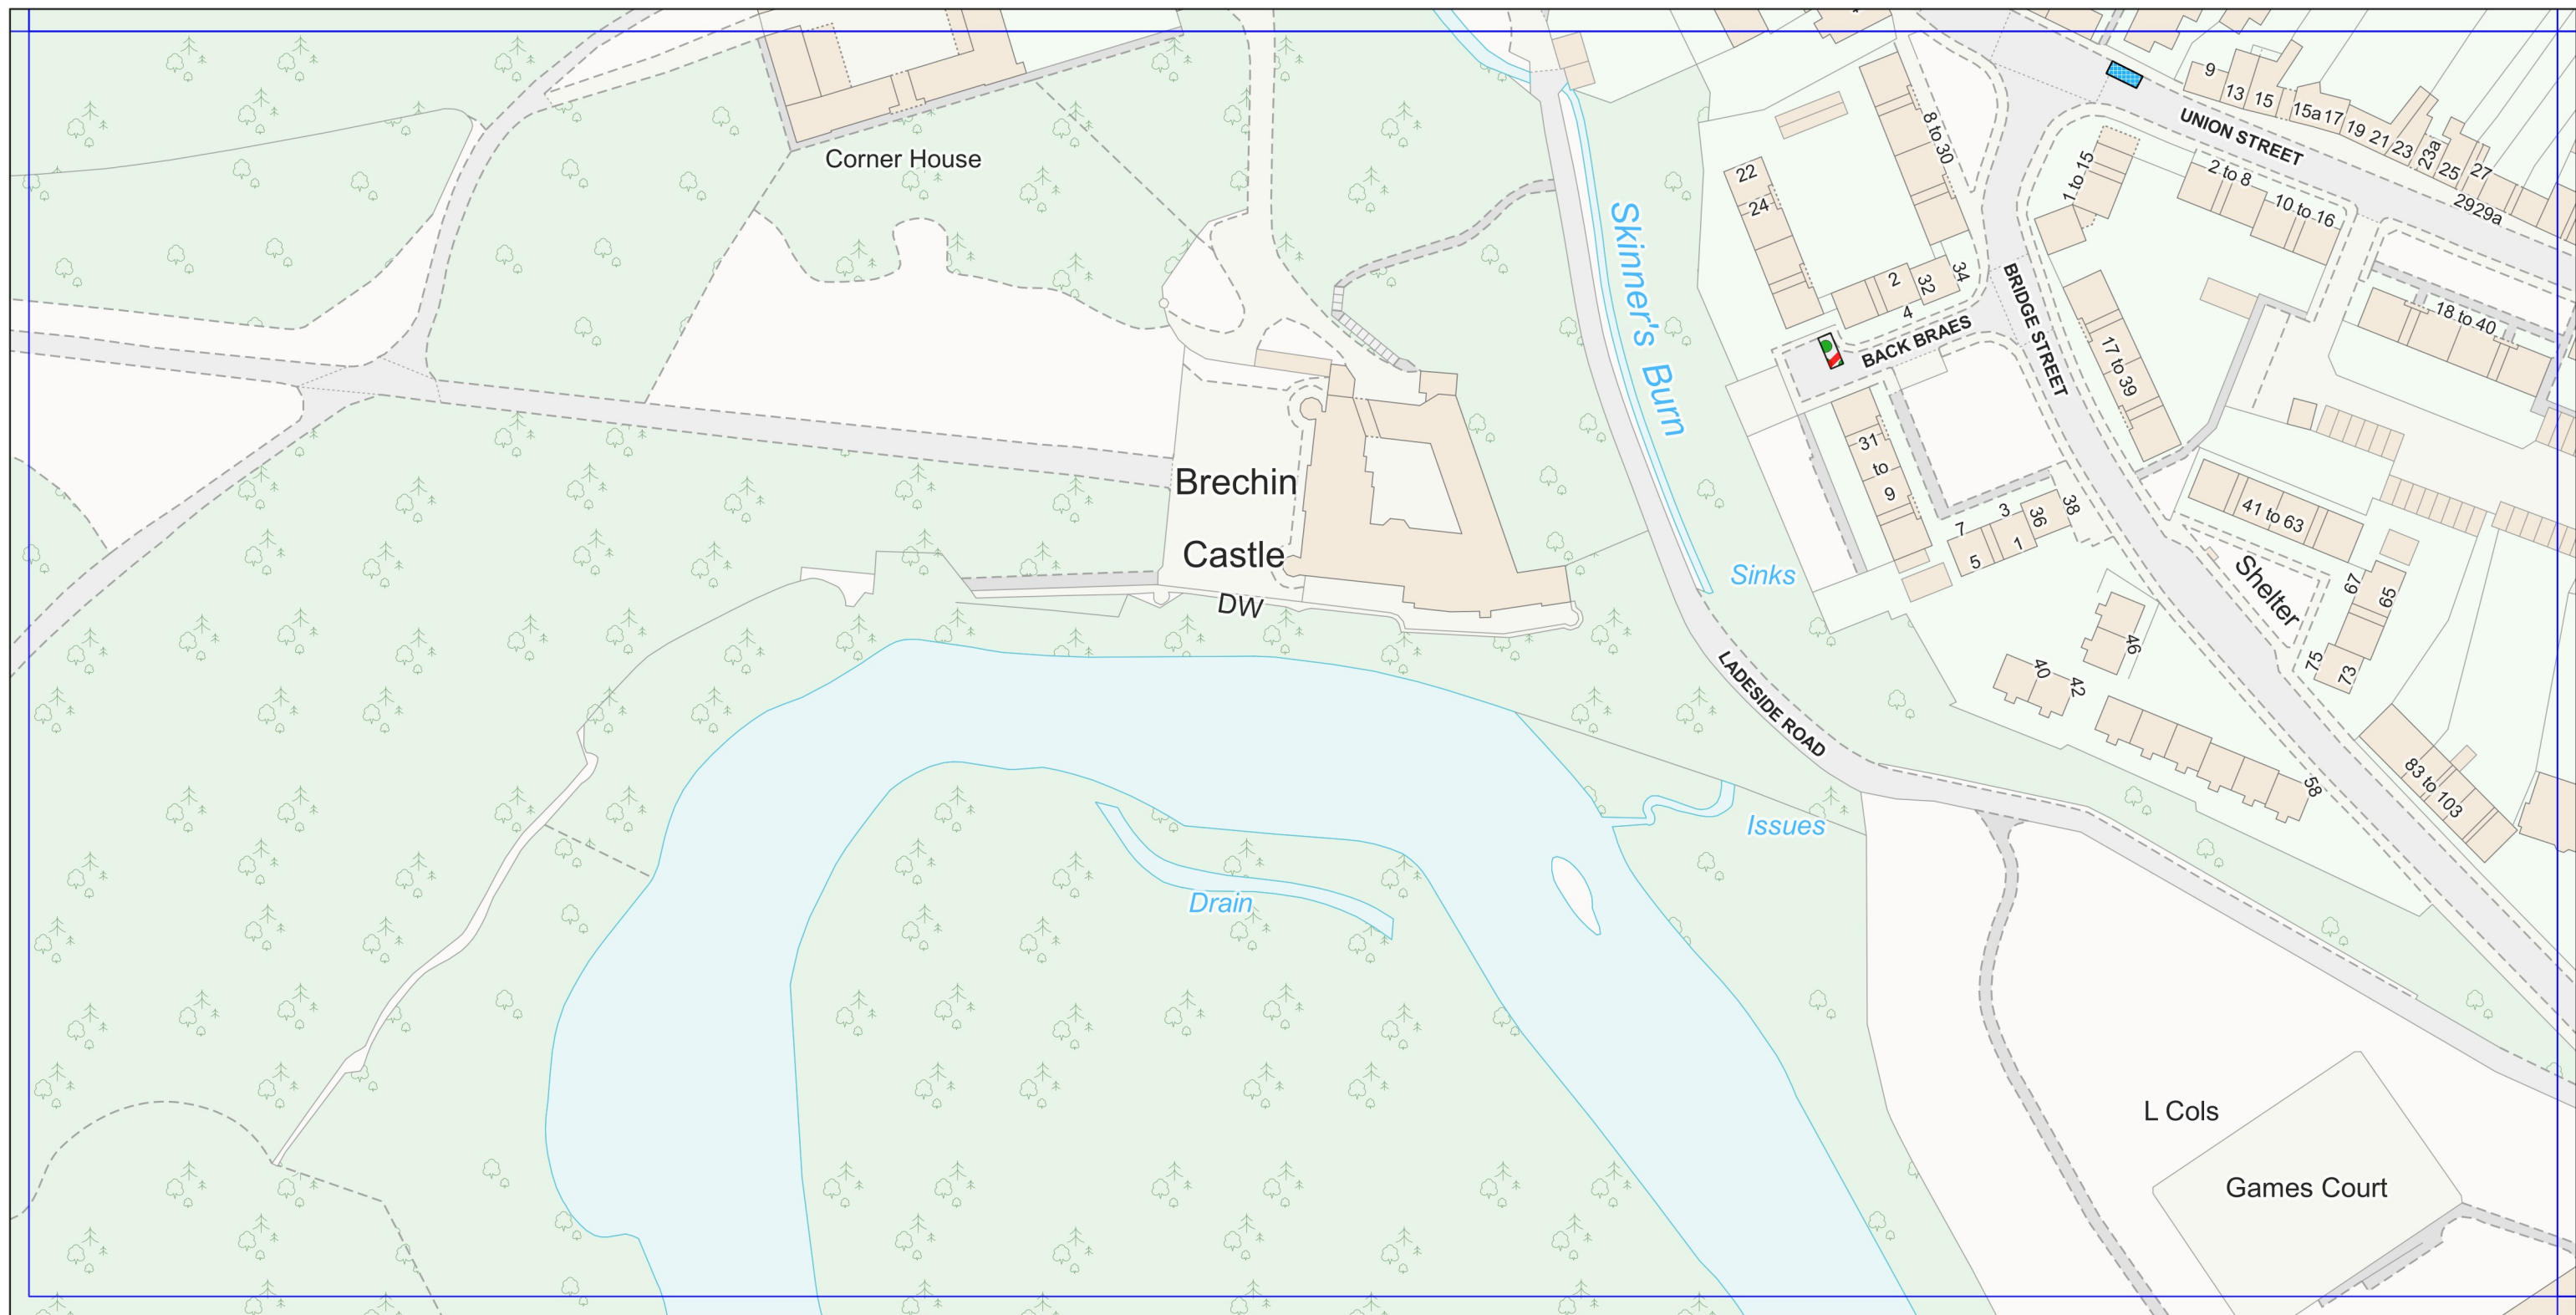 9
13
15
15a
17
19
21
23
23a
25
27
29
29a
UNION STREET
8 to 30
1 to 15
2 to 8
10 to 16
Corner House
22
24
Skinner's Burn
2
32
34
4
BACK BRAES
BRIDGE STREET
17 to 39
18 to 40
31
to
9
Brechin
Castle
DW
7
3
36
38
5
1
41 to 63
Sinks
Shelter
67
65
75
73
46
40
42
LADESIDE ROAD
58
83 to 103
Issues
Drain
L Cols
Games Court